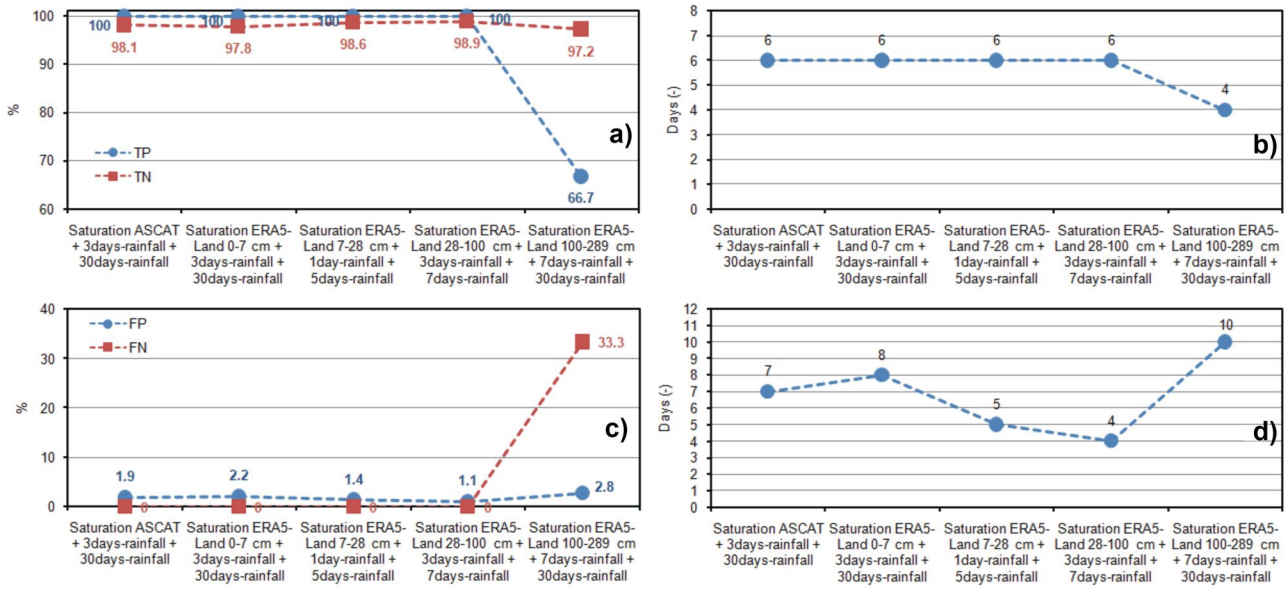 100
90
80
70
60
%
100
100
100
100
98.1
97.8
98.6
98.9
97.2
66.7
TP
TN
a)
Saturation ASCAT
+ 3days-rainfall +
30days-rainfall
Saturation ERA5-
Land 0-7 cm +
3days-rainfall +
30days-rainfall
Saturation ERA5-
Land 7-28 cm +
1day-rainfall +
5days-rainfall
Saturation ERA5-
Land 28-100 cm +
3days-rainfall +
7days-rainfall
Saturation ERA5-
Land 100-289 cm
+ 7days-rainfall +
30days-rainfall
8
7
6
5
4
3
2
1
0
Days (-)
6
6
6
6
4
b)
Saturation ASCAT
+ 3days-rainfall +
30days-rainfall
Saturation ERA5-
Land 0-7 cm +
3days-rainfall +
30days-rainfall
Saturation ERA5-
Land 7-28 cm +
1day-rainfall +
5days-rainfall
Saturation ERA5-
Land 28-100 cm +
3days-rainfall +
7days-rainfall
Saturation ERA5-
Land 100-289 cm
+ 7days-rainfall +
30days-rainfall
40
30
20
10
0
%
FP
FN
33.3
1.9
2.2
1.4
1.1
2.8
0
0
0
0
c)
Saturation ASCAT
+ 3days-rainfall +
30days-rainfall
Saturation ERA5-
Land 0-7 cm +
3days-rainfall +
30days-rainfall
Saturation ERA5-
Land 7-28 cm +
1day-rainfall +
5days-rainfall
Saturation ERA5-
Land 28-100 cm +
3days-rainfall +
7days-rainfall
Saturation ERA5-
Land 100-289 cm
+ 7days-rainfall +
30days-rainfall
12
11
10
9
8
7
6
5
4
3
2
1
0
Days (-)
7
8
5
4
10
d)
Saturation ASCAT
+ 3days-rainfall +
30days-rainfall
Saturation ERA5-
Land 0-7 cm +
3days-rainfall +
30days-rainfall
Saturation ERA5-
Land 7-28 cm +
1day-rainfall +
5days-rainfall
Saturation ERA5-
Land 28-100 cm +
3days-rainfall +
7days-rainfall
Saturation ERA5-
Land 100-289 cm
+ 7days-rainfall +
30days-rainfall